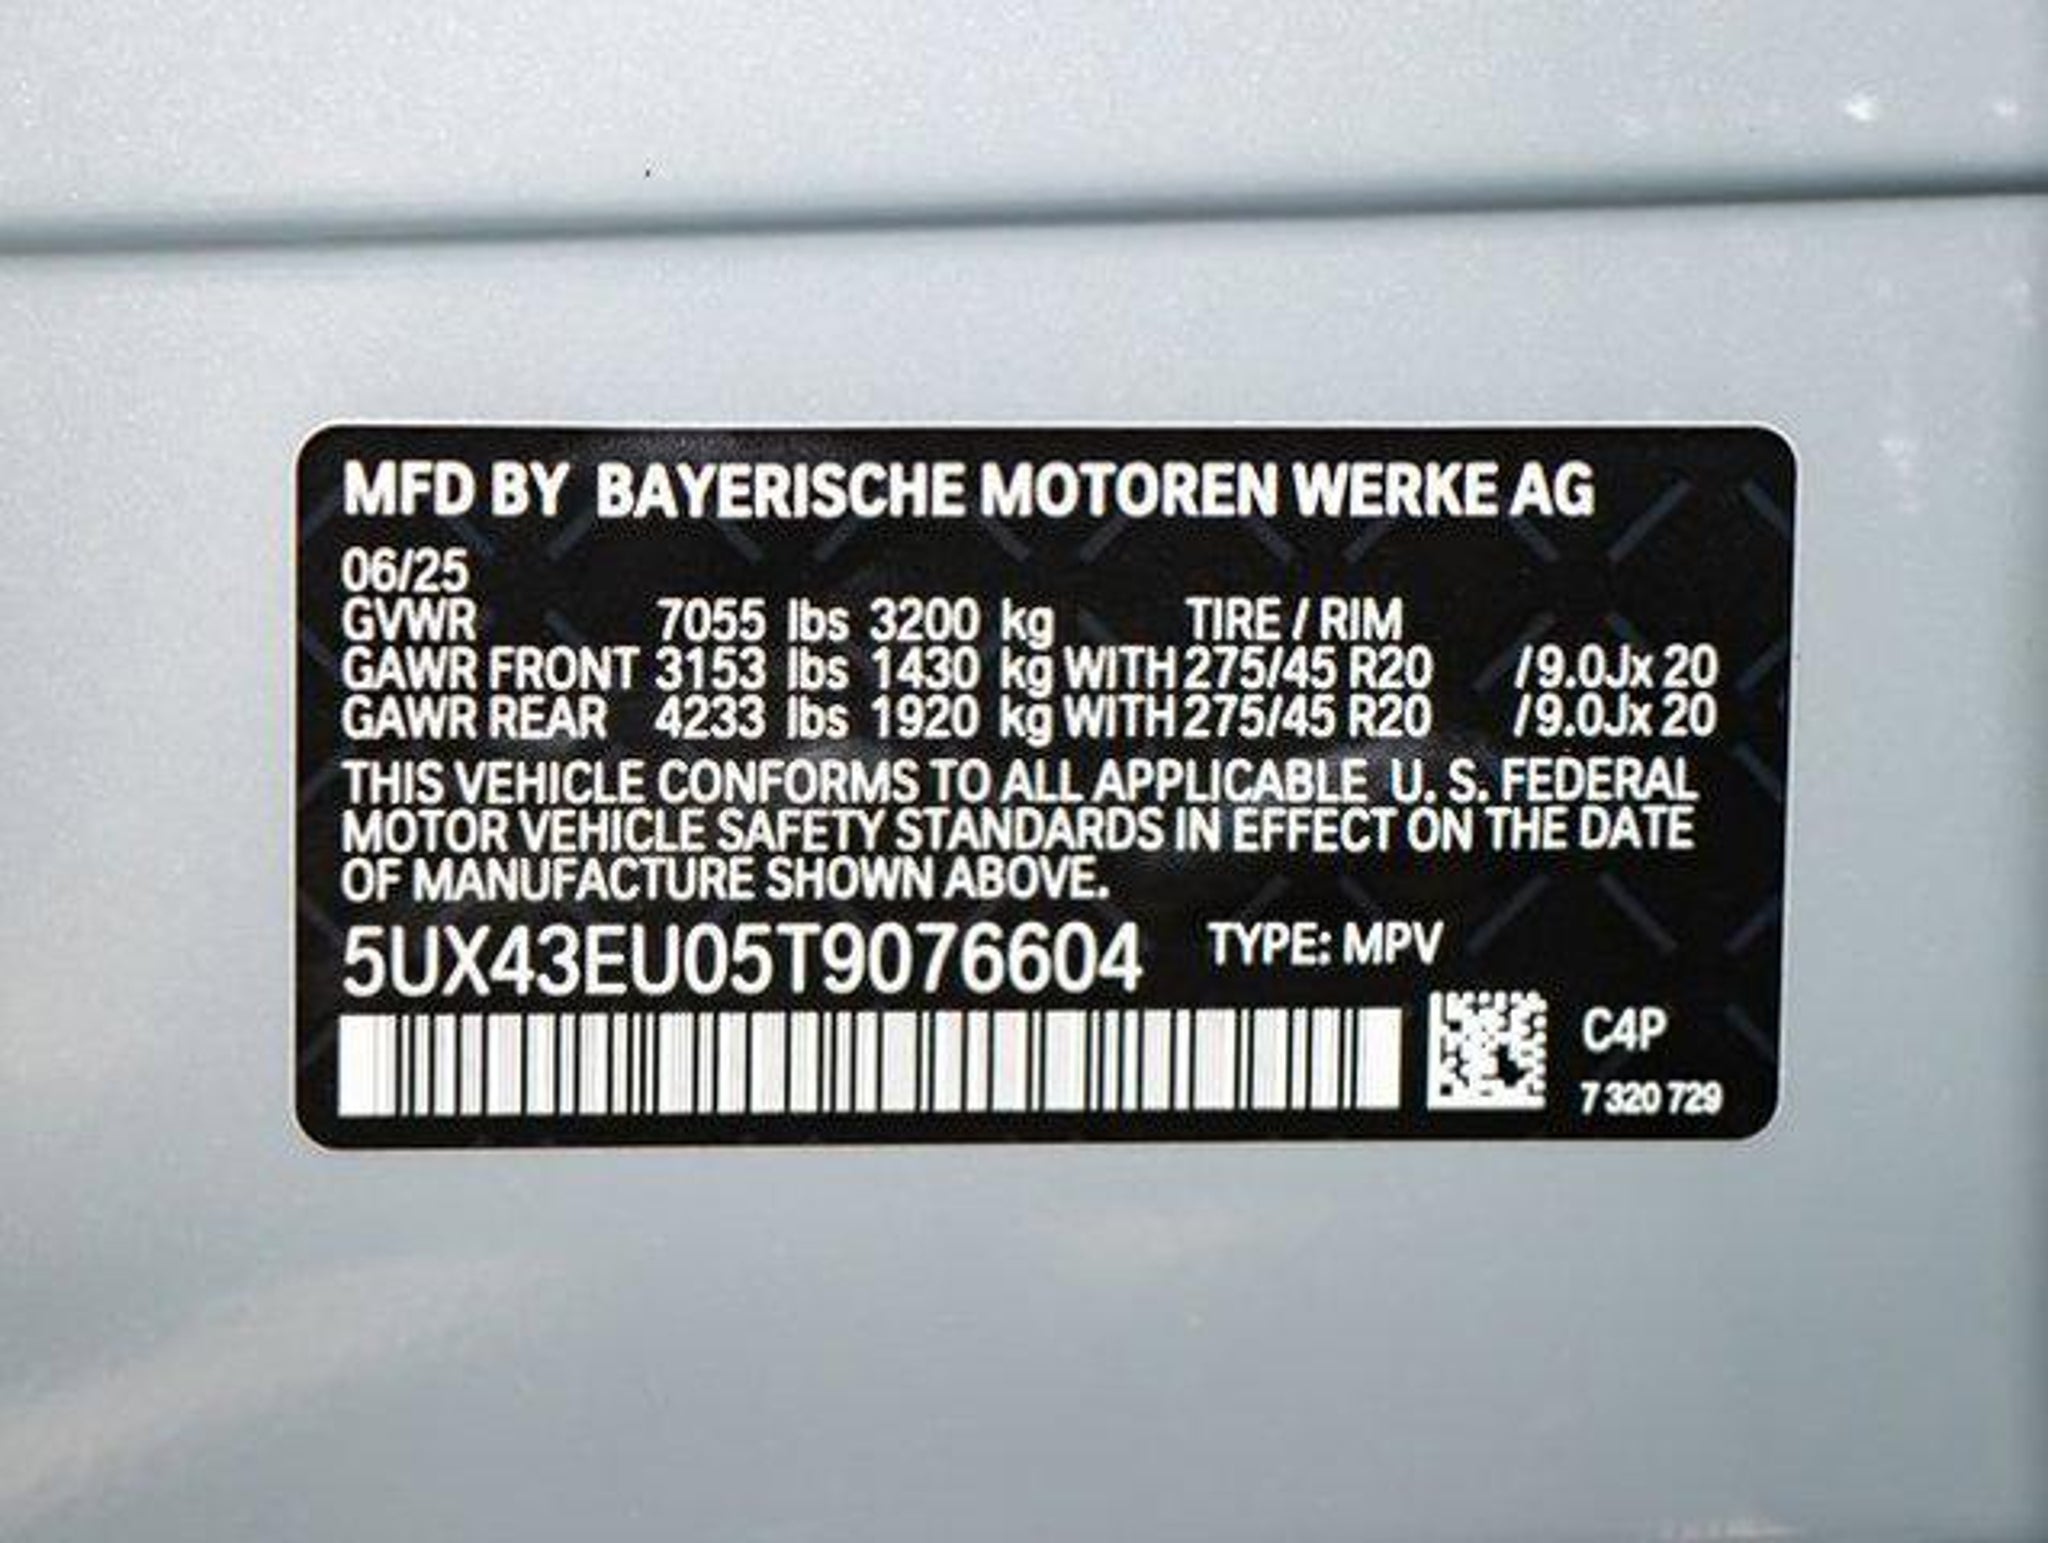 MFD BY BAYERISCHE MOTOREN WERKE AG
06/25
GVWR 7055 lbs 3200 kg TIRE / RIM
GAWR FRONT 3153 lbs 1430 kg WITH 275/45 R20 /9.0Jx 20
GAWR REAR 4233 lbs 1920 kg WITH 275/45 R20 /9.0Jx 20
THIS VEHICLE CONFORMS TO ALL APPLICABLE U. S. FEDERAL
MOTOR VEHICLE SAFETY STANDARDS IN EFFECT ON THE DATE
OF MANUFACTURE SHOWN ABOVE.
5UX43EU05T9076604 TYPE: MPV
C4P
7 320 729